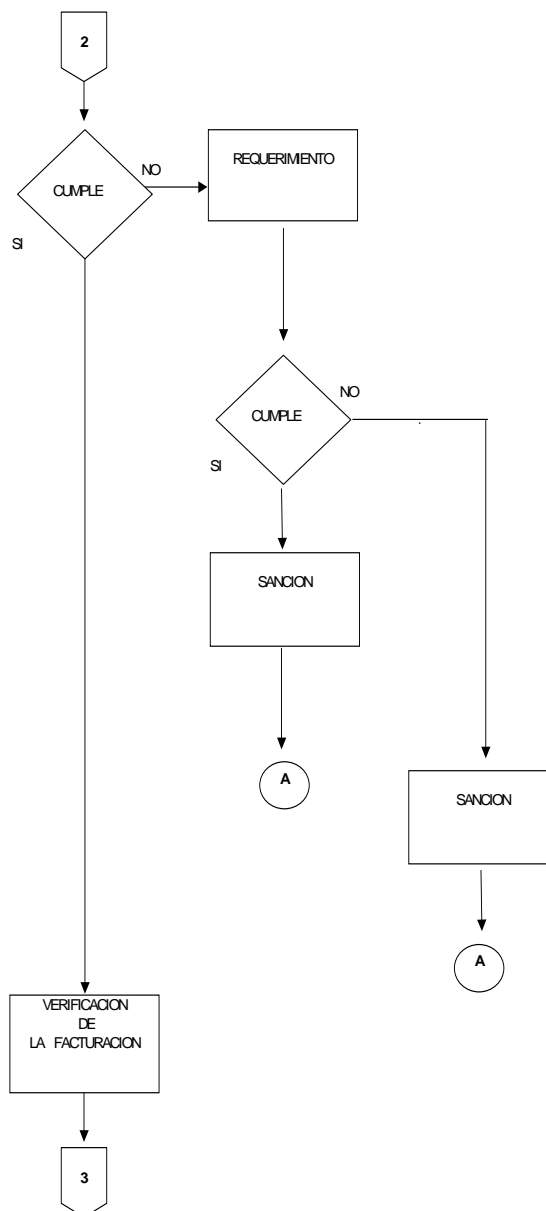 2
CUMPLE
NO
SI
REQUERIMIENTO
CUMPLE
NO
SI
SANCION
A
SANCION
A
VERIFICACION
DE
LA FACTURACION
3